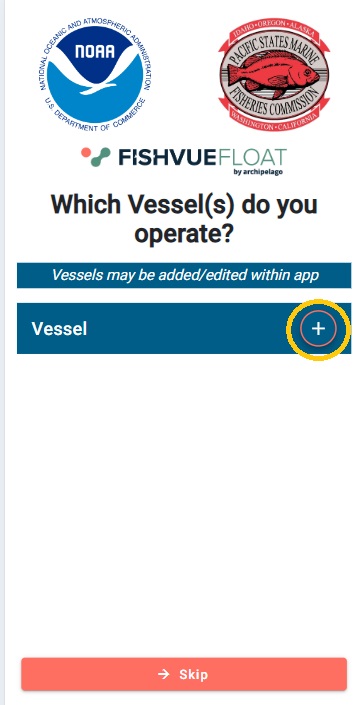 NATIONAL OCEANIC AND ATMOSPHERIC ADMINISTRATION
NOAA
U.S. DEPARTMENT OF COMMERCE
IDAHO • OREGON • ALASKA
PACIFIC STATES MARINE
FISHERIES COMMISSION
WASHINGTON • CALIFORNIA
FISHVUEFLOAT
by archipelago
Which Vessel(s) do you
operate?
Vessels may be added/edited within app
Vessel
+
→ Skip